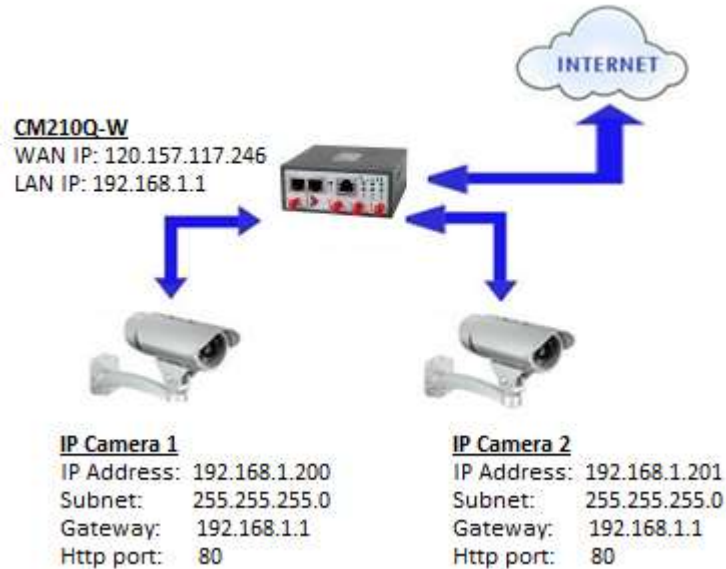 INTERNET
CM210Q-W
WAN IP: 120.157.117.246
LAN IP: 192.168.1.1
IP Camera 1
IP Address: 192.168.1.200
Subnet: 255.255.255.0
Gateway: 192.168.1.1
Http port: 80
IP Camera 2
IP Address: 192.168.1.201
Subnet: 255.255.255.0
Gateway: 192.168.1.1
Http port: 80